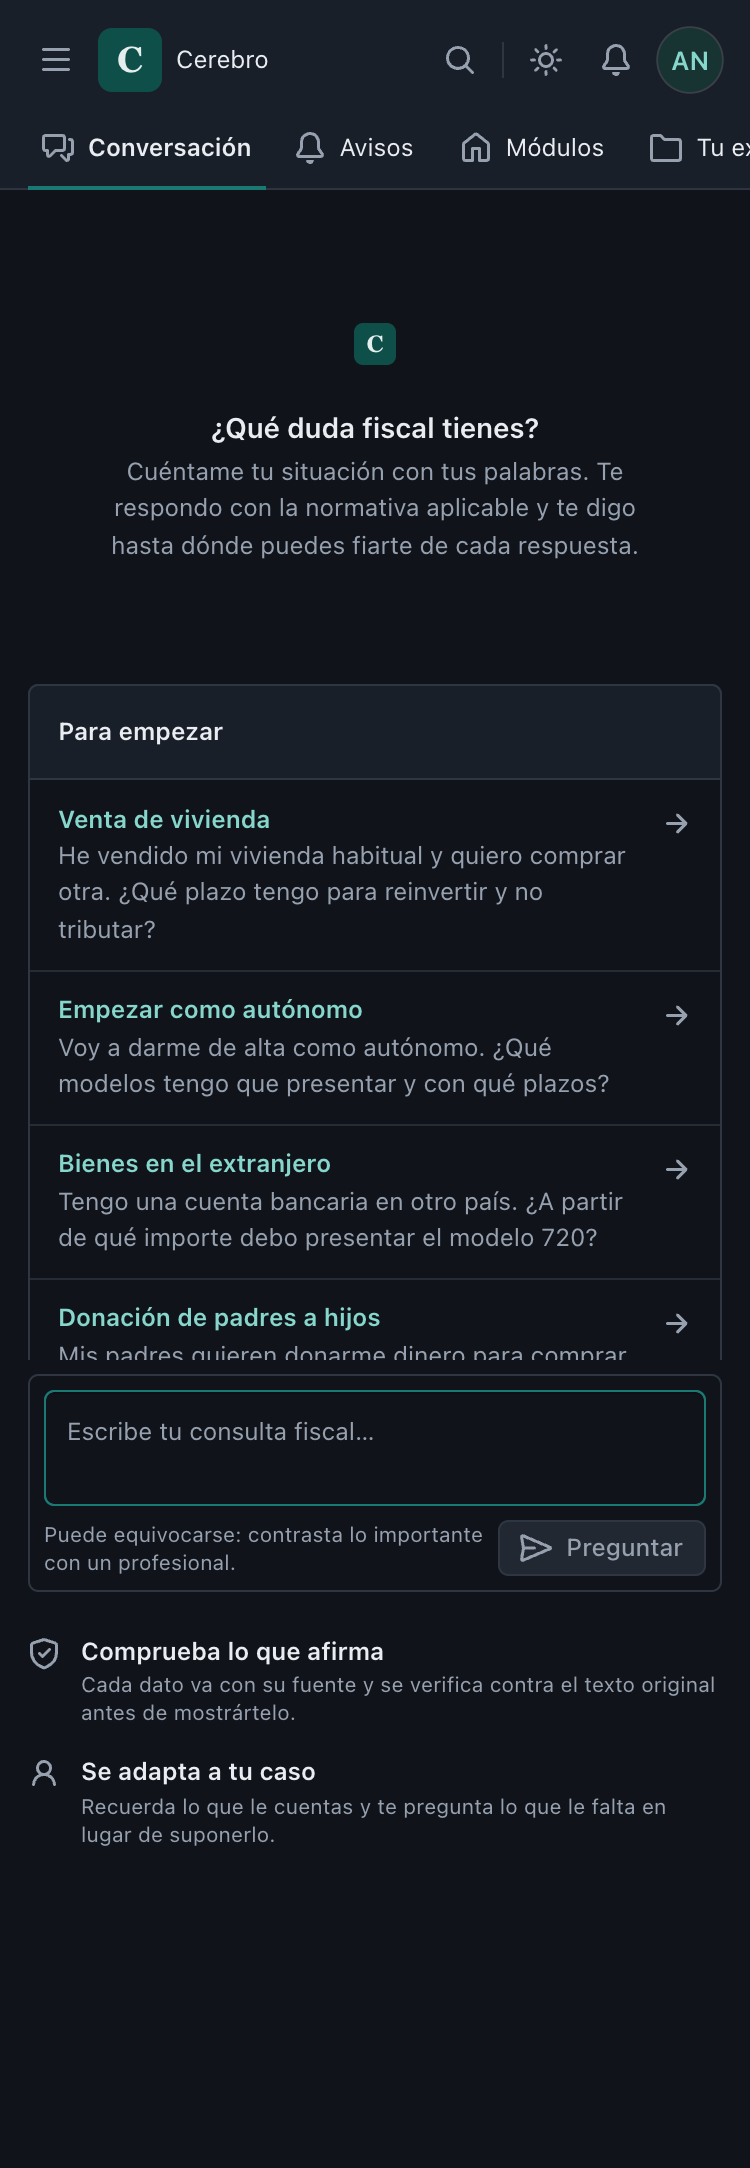 C Cerebro AN
Conversación Avisos Módulos Tu ex
C
¿Qué duda fiscal tienes?
Cuéntame tu situación con tus palabras. Te
respondo con la normativa aplicable y te digo
hasta dónde puedes fiarte de cada respuesta.
Para empezar
Venta de vivienda
He vendido mi vivienda habitual y quiero comprar
otra. ¿Qué plazo tengo para reinvertir y no
tributar?
Empezar como autónomo
Voy a darme de alta como autónomo. ¿Qué
modelos tengo que presentar y con qué plazos?
Bienes en el extranjero
Tengo una cuenta bancaria en otro país. ¿A partir
de qué importe debo presentar el modelo 720?
Donación de padres a hijos
Mis padres quieren donarme dinero para comprar
Escribe tu consulta fiscal...
Puede equivocarse: contrasta lo importante
con un profesional.
Preguntar
Comprueba lo que afirma
Cada dato va con su fuente y se verifica contra el texto original
antes de mostrártelo.
Se adapta a tu caso
Recuerda lo que le cuentas y te pregunta lo que le falta en
lugar de suponerlo.